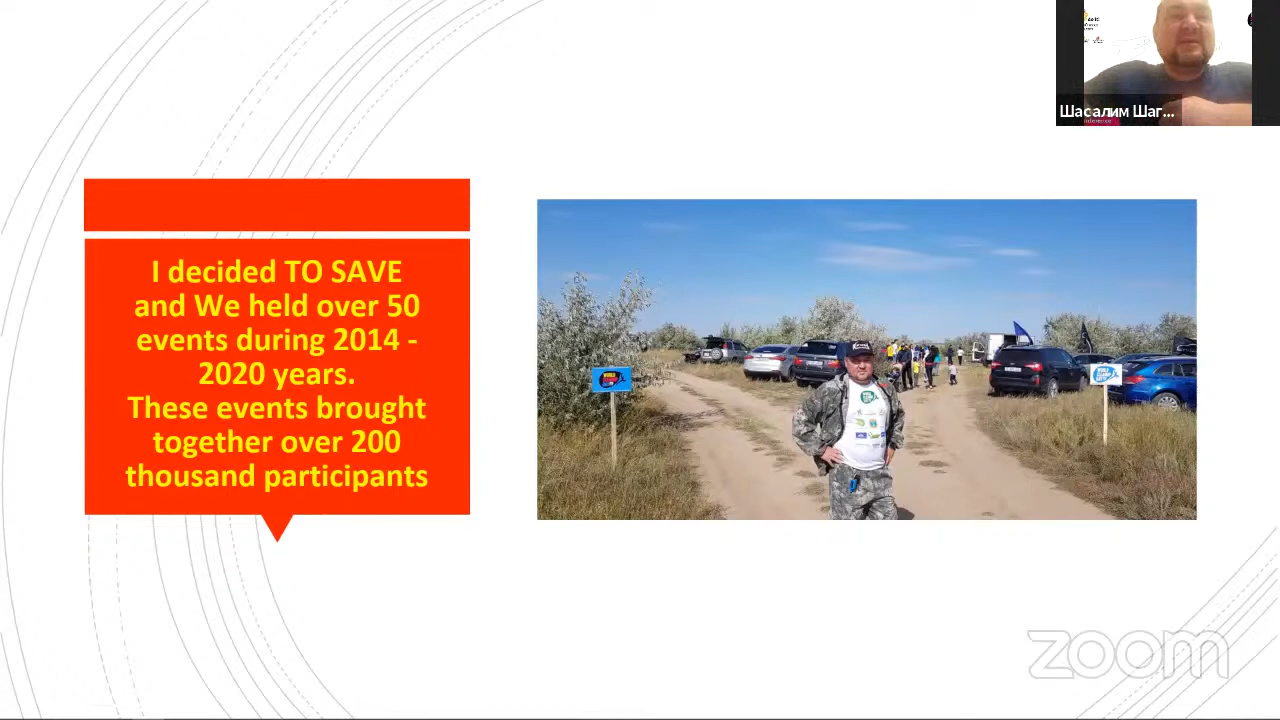 Шасалим Шаг...
I decided TO SAVE
and We held over 50
events during 2014 -
2020 years.
These events brought
together over 200
thousand participants
WORLD
zoom